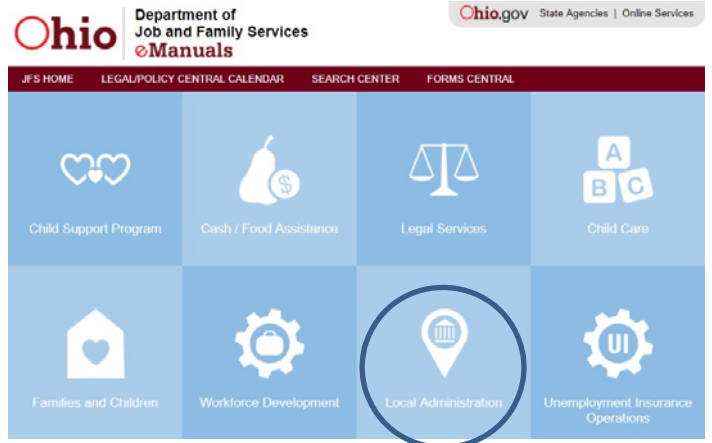 Ohio
Department of
Job and Family Services
eManuals
Ohio.gov State Agencies | Online Services
JFS HOME LEGAL/POLICY CENTRAL CALENDAR SEARCH CENTER FORMS CENTRAL
$
A
B C
Child Support Program Cash / Food Assistance Legal Services Child Care
UI
Families and Children Workforce Development Local Administration Unemployment Insurance
Operations